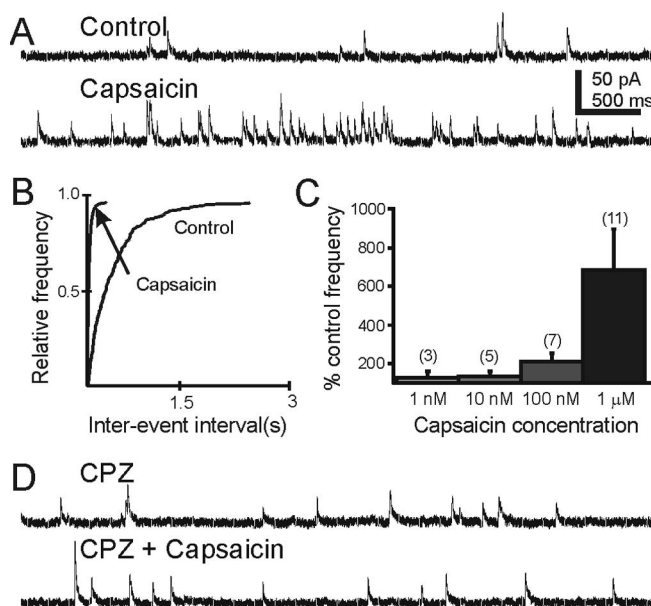 A
Control
Capsaicin
50 pA
500 ms
B
Relative frequency
1.0
0.5
Control
Capsaicin
1.5
3
Inter-event interval(s)
C
% control frequency
1000
800
600
400
200
(3)
(5)
(7)
(11)
1 nM
10 nM
100 nM
1 μM
Capsaicin concentration
D
CPZ
CPZ + Capsaicin